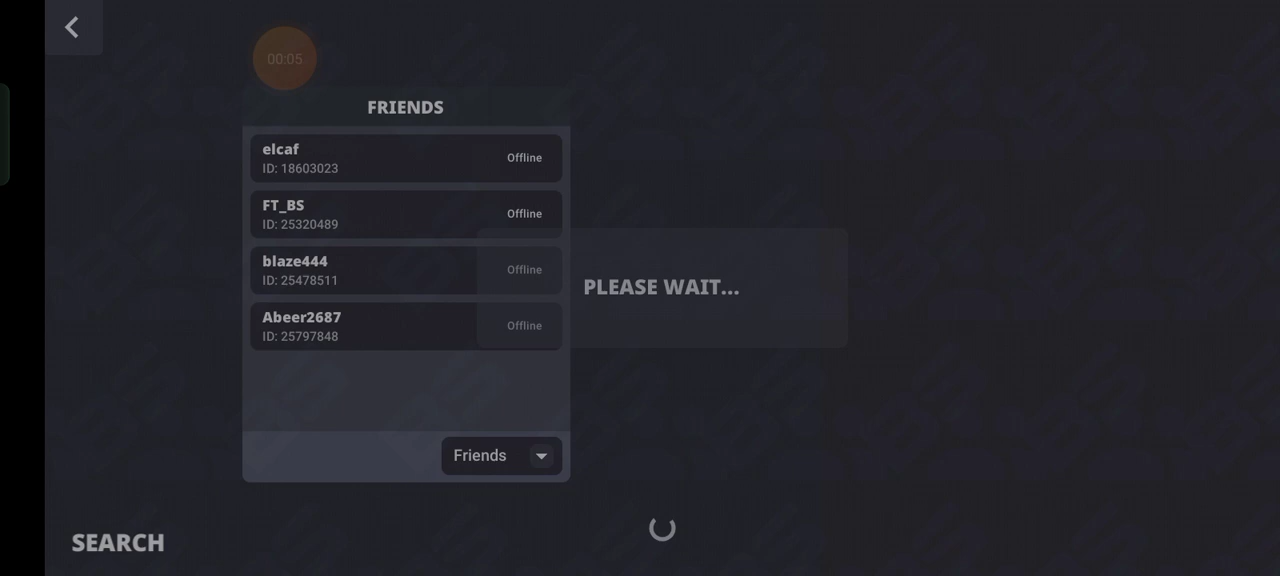 00:05
FRIENDS
elcaf
ID: 18603023
Offline
FT_BS
ID: 25320489
Offline
blaze444
ID: 25478511
Offline
Abeer2687
ID: 25797848
Offline
PLEASE WAIT...
Friends
SEARCH